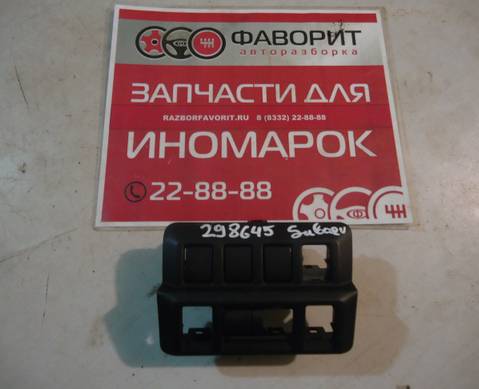 ФАВОРИТ
авторазборка
ЗАПЧАСТИ ДЛЯ
RAZBORFAVORIT.RU 8 (8332) 22-88-88
ИНОМАРОК
22-88-88
298645 Subaru